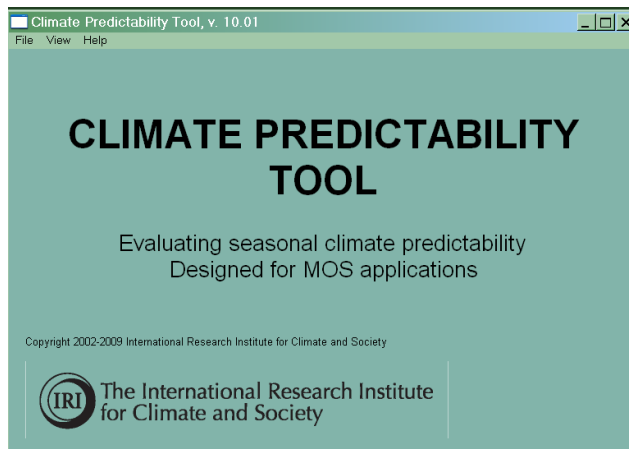 Climate Predictability Tool, v. 10.01
File View Help
CLIMATE PREDICTABILITY
TOOL
Evaluating seasonal climate predictability
Designed for MOS applications
Copyright 2002-2009 International Research Institute for Climate and Society
IRI The International Research Institute
for Climate and Society